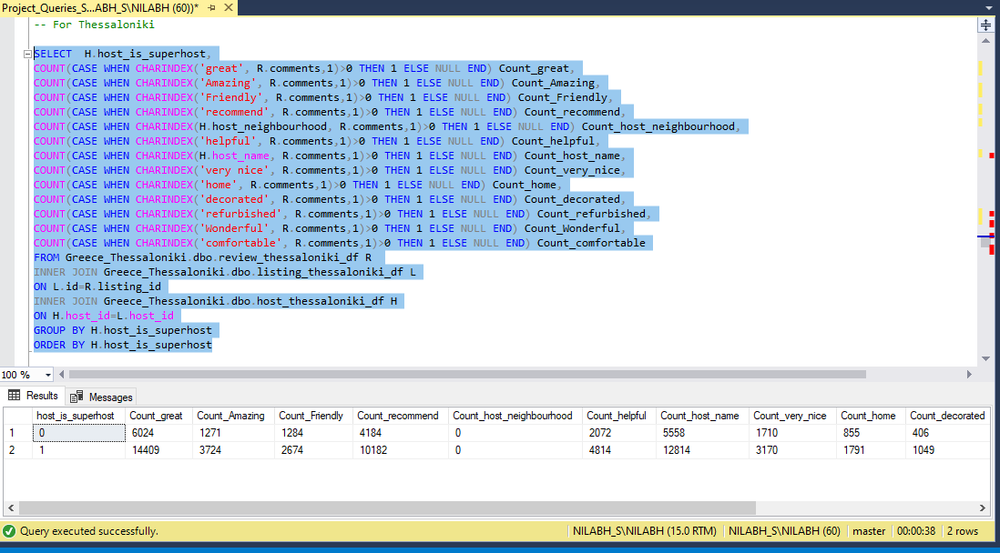 Project_Queries_S...ABH_S\NILABH (60))*
-- For Thessaloniki
SELECT H.host_is_superhost,
COUNT(CASE WHEN CHARINDEX('great', R.comments,1)>0 THEN 1 ELSE NULL END) Count_great,
COUNT(CASE WHEN CHARINDEX('Amazing', R.comments,1)>0 THEN 1 ELSE NULL END) Count_Amazing,
COUNT(CASE WHEN CHARINDEX('Friendly', R.comments,1)>0 THEN 1 ELSE NULL END) Count_Friendly,
COUNT(CASE WHEN CHARINDEX('recommend', R.comments,1)>0 THEN 1 ELSE NULL END) Count_recommend,
COUNT(CASE WHEN CHARINDEX(H.host_neighbourhood, R.comments,1)>0 THEN 1 ELSE NULL END) Count_host_neighbourhood,
COUNT(CASE WHEN CHARINDEX('helpful', R.comments,1)>0 THEN 1 ELSE NULL END) Count_helpful,
COUNT(CASE WHEN CHARINDEX(H.host_name, R.comments,1)>0 THEN 1 ELSE NULL END) Count_host_name,
COUNT(CASE WHEN CHARINDEX('very nice', R.comments,1)>0 THEN 1 ELSE NULL END) Count_very_nice,
COUNT(CASE WHEN CHARINDEX('home', R.comments,1)>0 THEN 1 ELSE NULL END) Count_home,
COUNT(CASE WHEN CHARINDEX('decorated', R.comments,1)>0 THEN 1 ELSE NULL END) Count_decorated,
COUNT(CASE WHEN CHARINDEX('refurbished', R.comments,1)>0 THEN 1 ELSE NULL END) Count_refurbished,
COUNT(CASE WHEN CHARINDEX('Wonderful', R.comments,1)>0 THEN 1 ELSE NULL END) Count_Wonderful,
COUNT(CASE WHEN CHARINDEX('comfortable', R.comments,1)>0 THEN 1 ELSE NULL END) Count_comfortable
FROM Greece_Thessaloniki.dbo.review_thessaloniki_df R
INNER JOIN Greece_Thessaloniki.dbo.listing_thessaloniki_df L
ON L.id=R.listing_id
INNER JOIN Greece_Thessaloniki.dbo.host_thessaloniki_df H
ON H.host_id=L.host_id
GROUP BY H.host_is_superhost
ORDER BY H.host_is_superhost
100 %
Results Messages
host_is_superhost Count_great Count_Amazing Count_Friendly Count_recommend Count_host_neighbourhood Count_helpful Count_host_name Count_very_nice Count_home Count_decorated
1 0 6024 1271 1284 4184 0 2072 5558 1710 855 406
2 1 14409 3724 2674 10182 0 4814 12814 3170 1791 1049
Query executed successfully. NILABH_S\NILABH (15.0 RTM) NILABH_S\NILABH (60) master 00:00:38 2 rows